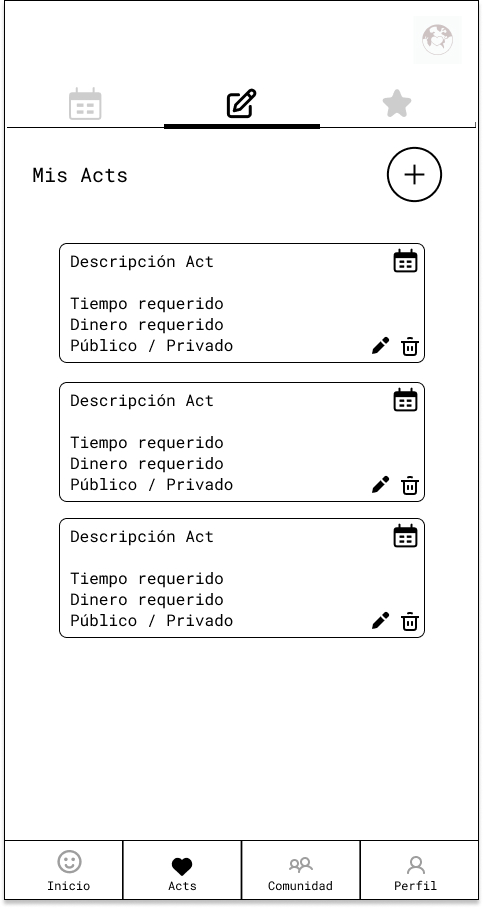 Mis Acts
Descripción Act
Tiempo requerido
Dinero requerido
Público / Privado
Descripción Act
Tiempo requerido
Dinero requerido
Público / Privado
Descripción Act
Tiempo requerido
Dinero requerido
Público / Privado
Inicio
Acts
Comunidad
Perfil